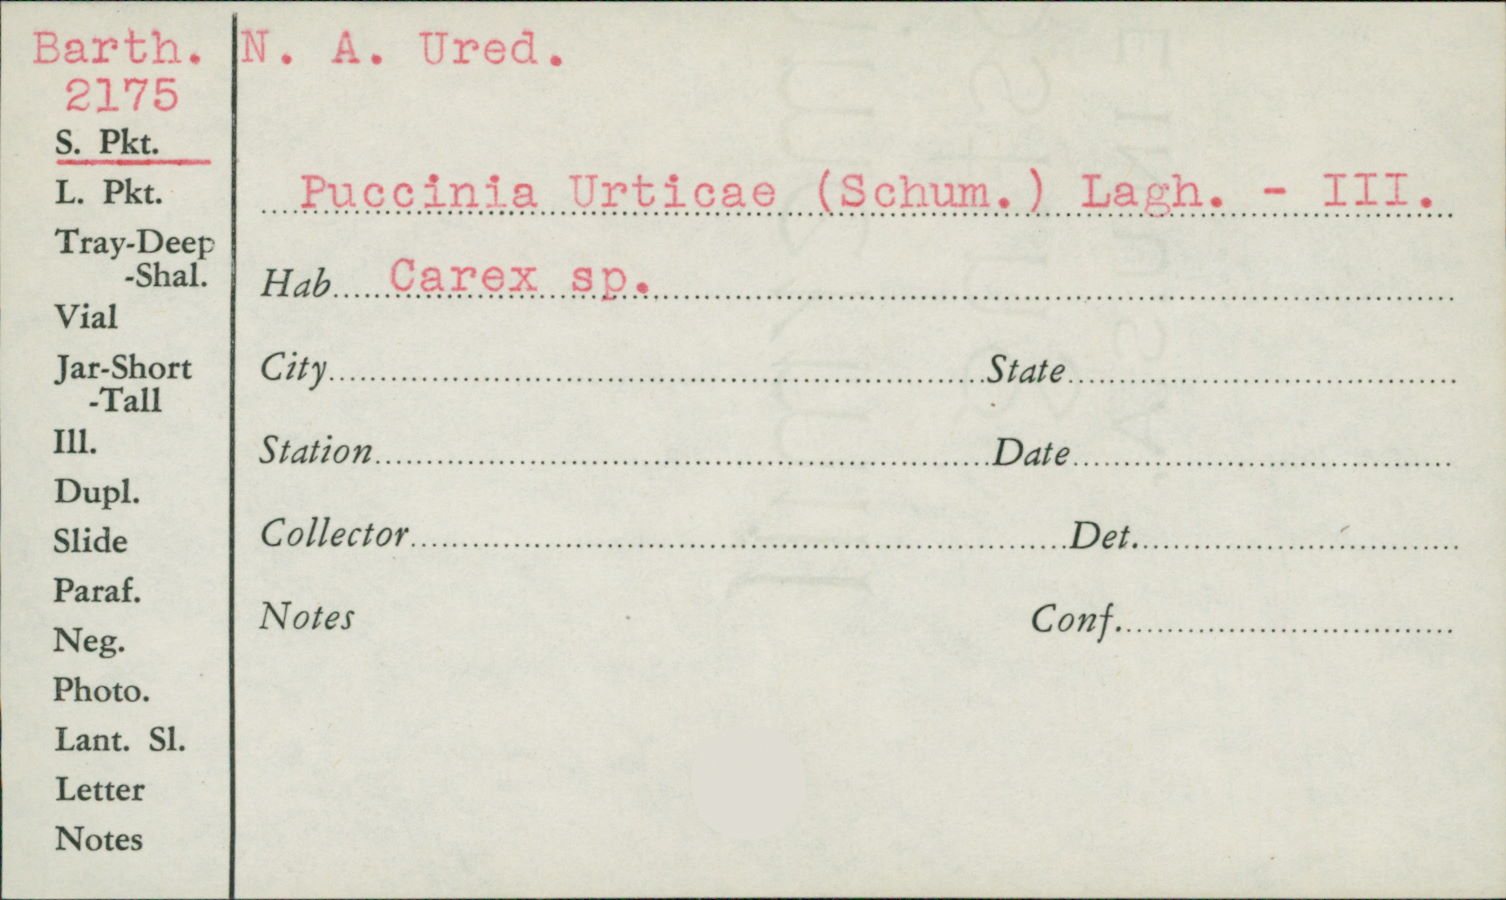 Barth. N. A. Ured.
2175
S. Pkt.
L. Pkt.
Puccinia Urticae (Schum.) Lagh. - III.
Tray-Deep
-Shal.
Hab. Carex sp.
Vial
Jar-Short
-Tall
City State
Ill.
Station Date
Dupl.
Slide
Collector Det.
Paraf.
Neg.
Notes Conf.
Photo.
Lant. Sl.
Letter
Notes